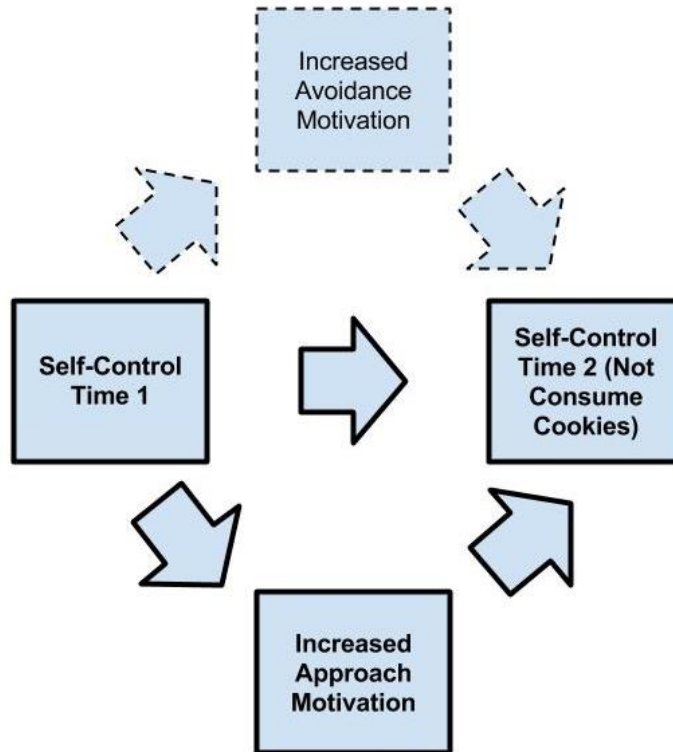 Increased
Avoidance
Motivation
Self-Control
Time 1
Self-Control
Time 2 (Not
Consume
Cookies)
Increased
Approach
Motivation